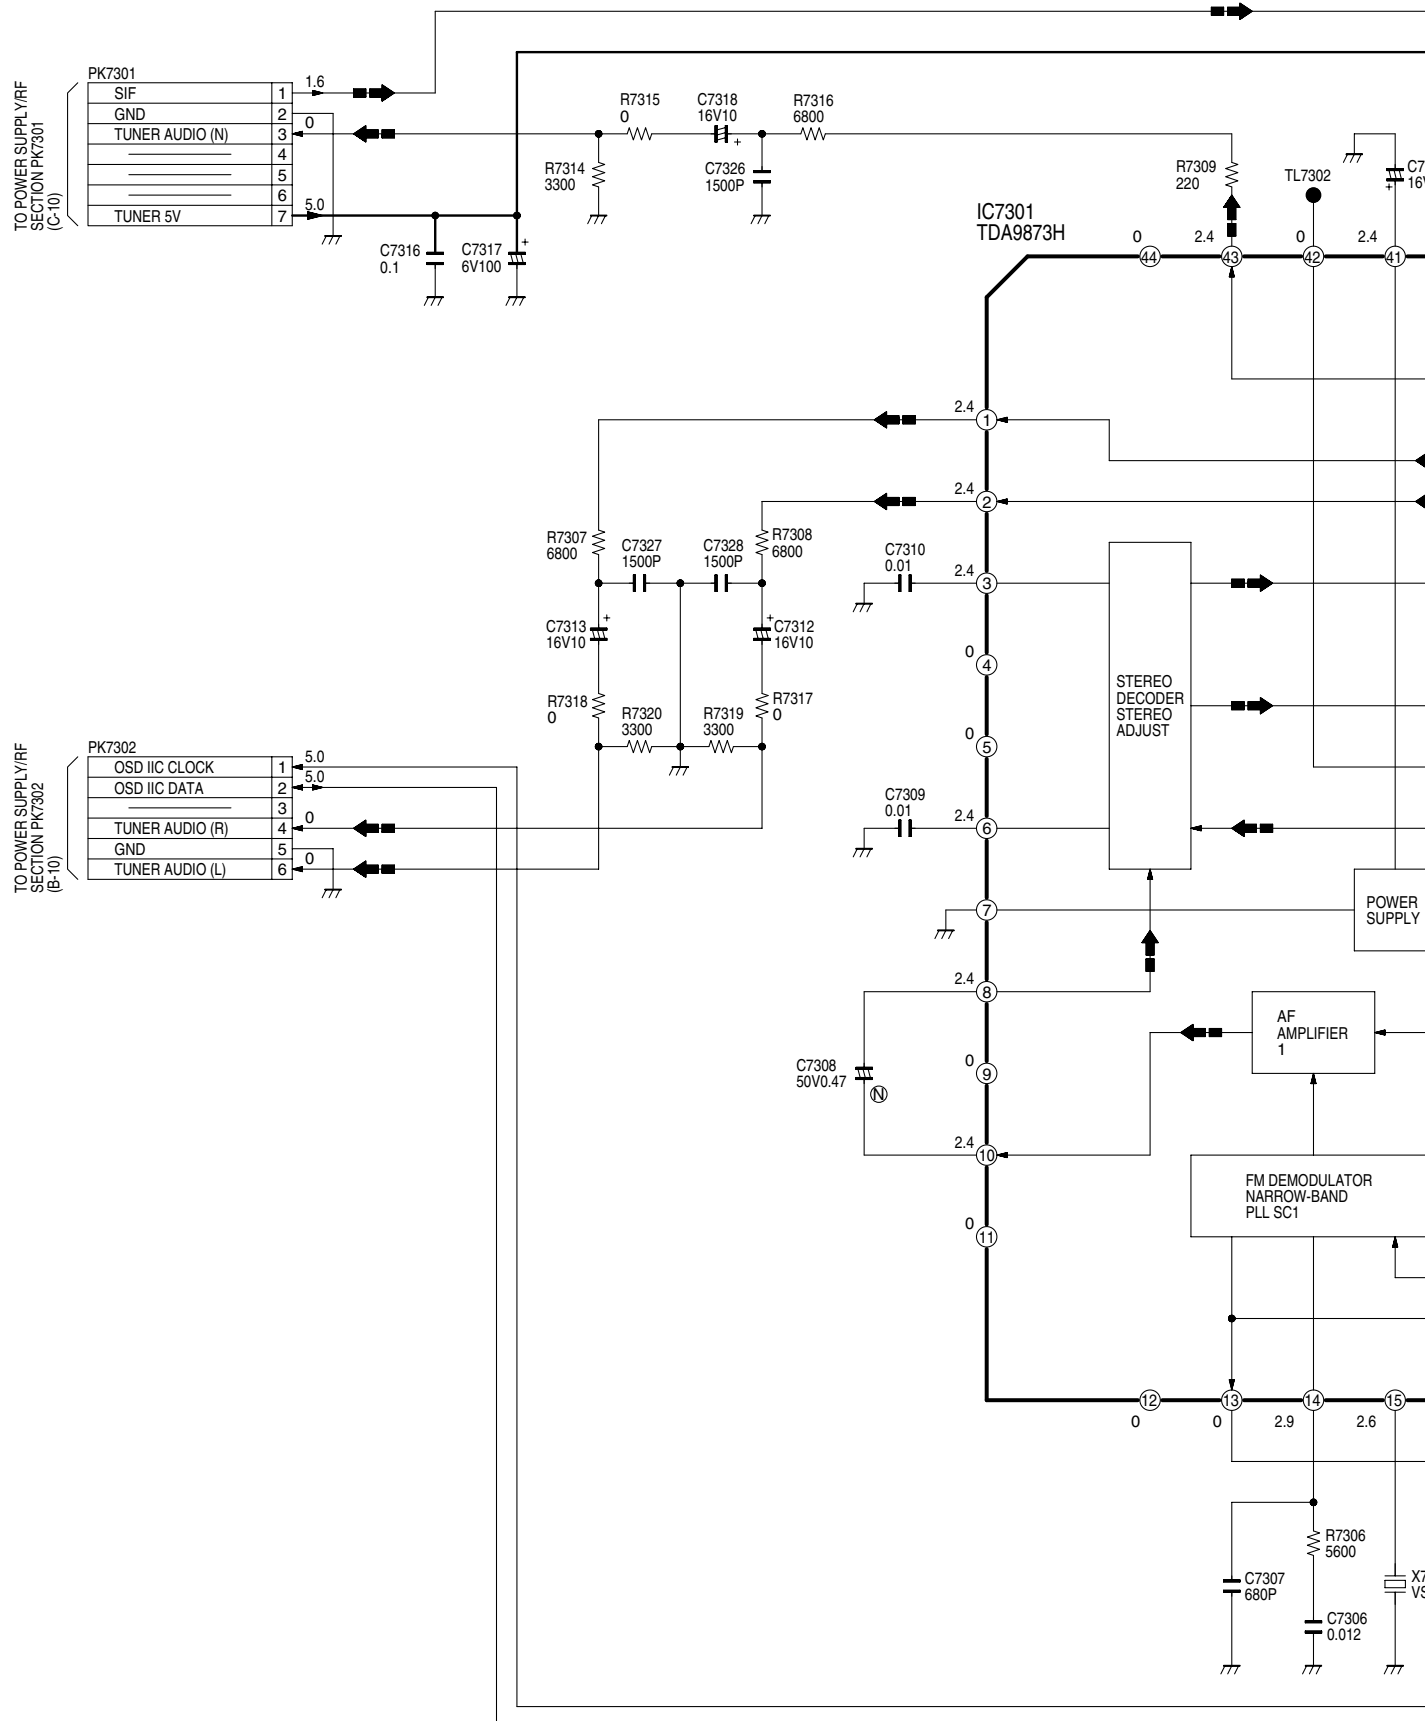 TO POWER SUPPLY/RF
SECTION PK7301
(C-10)
PK7301
SIF 1 1.6
GND 2
TUNER AUDIO (N) 3 0
4
5
6
TUNER 5V 7 5.0
C7316
0.1
C7317
6V100
+
R7315
0
C7318
16V10
+
R7316
6800
R7314
3300
C7326
1500P
R7309
220
TL7302
+
IC7301
TDA9873H
0
44
2.4
43
0
42
2.4
41
2.4
1
2.4
2
R7307
6800
C7327
1500P
C7328
1500P
R7308
6800
C7310
0.01
2.4
3
C7313
16V10
+
+
C7312
16V10
0
4
STEREO
DECODER
STEREO
ADJUST
R7318
0
R7320
3300
R7319
3300
R7317
0
0
5
TO POWER SUPPLY/RF
SECTION PK7302
(B-10)
PK7302
OSD IIC CLOCK 1 5.0
OSD IIC DATA 2 5.0
3
TUNER AUDIO (R) 4 0
GND 5
TUNER AUDIO (L) 6 0
C7309
0.01
2.4
6
7
POWER
SUPPLY
2.4
8
AF
AMPLIFIER
1
C7308
50V0.47
N
0
9
2.4
10
FM DEMODULATOR
NARROW-BAND
PLL SC1
0
11
12
0
13
0
14
2.9
15
2.6
R7306
5600
C7307
680P
C7306
0.012